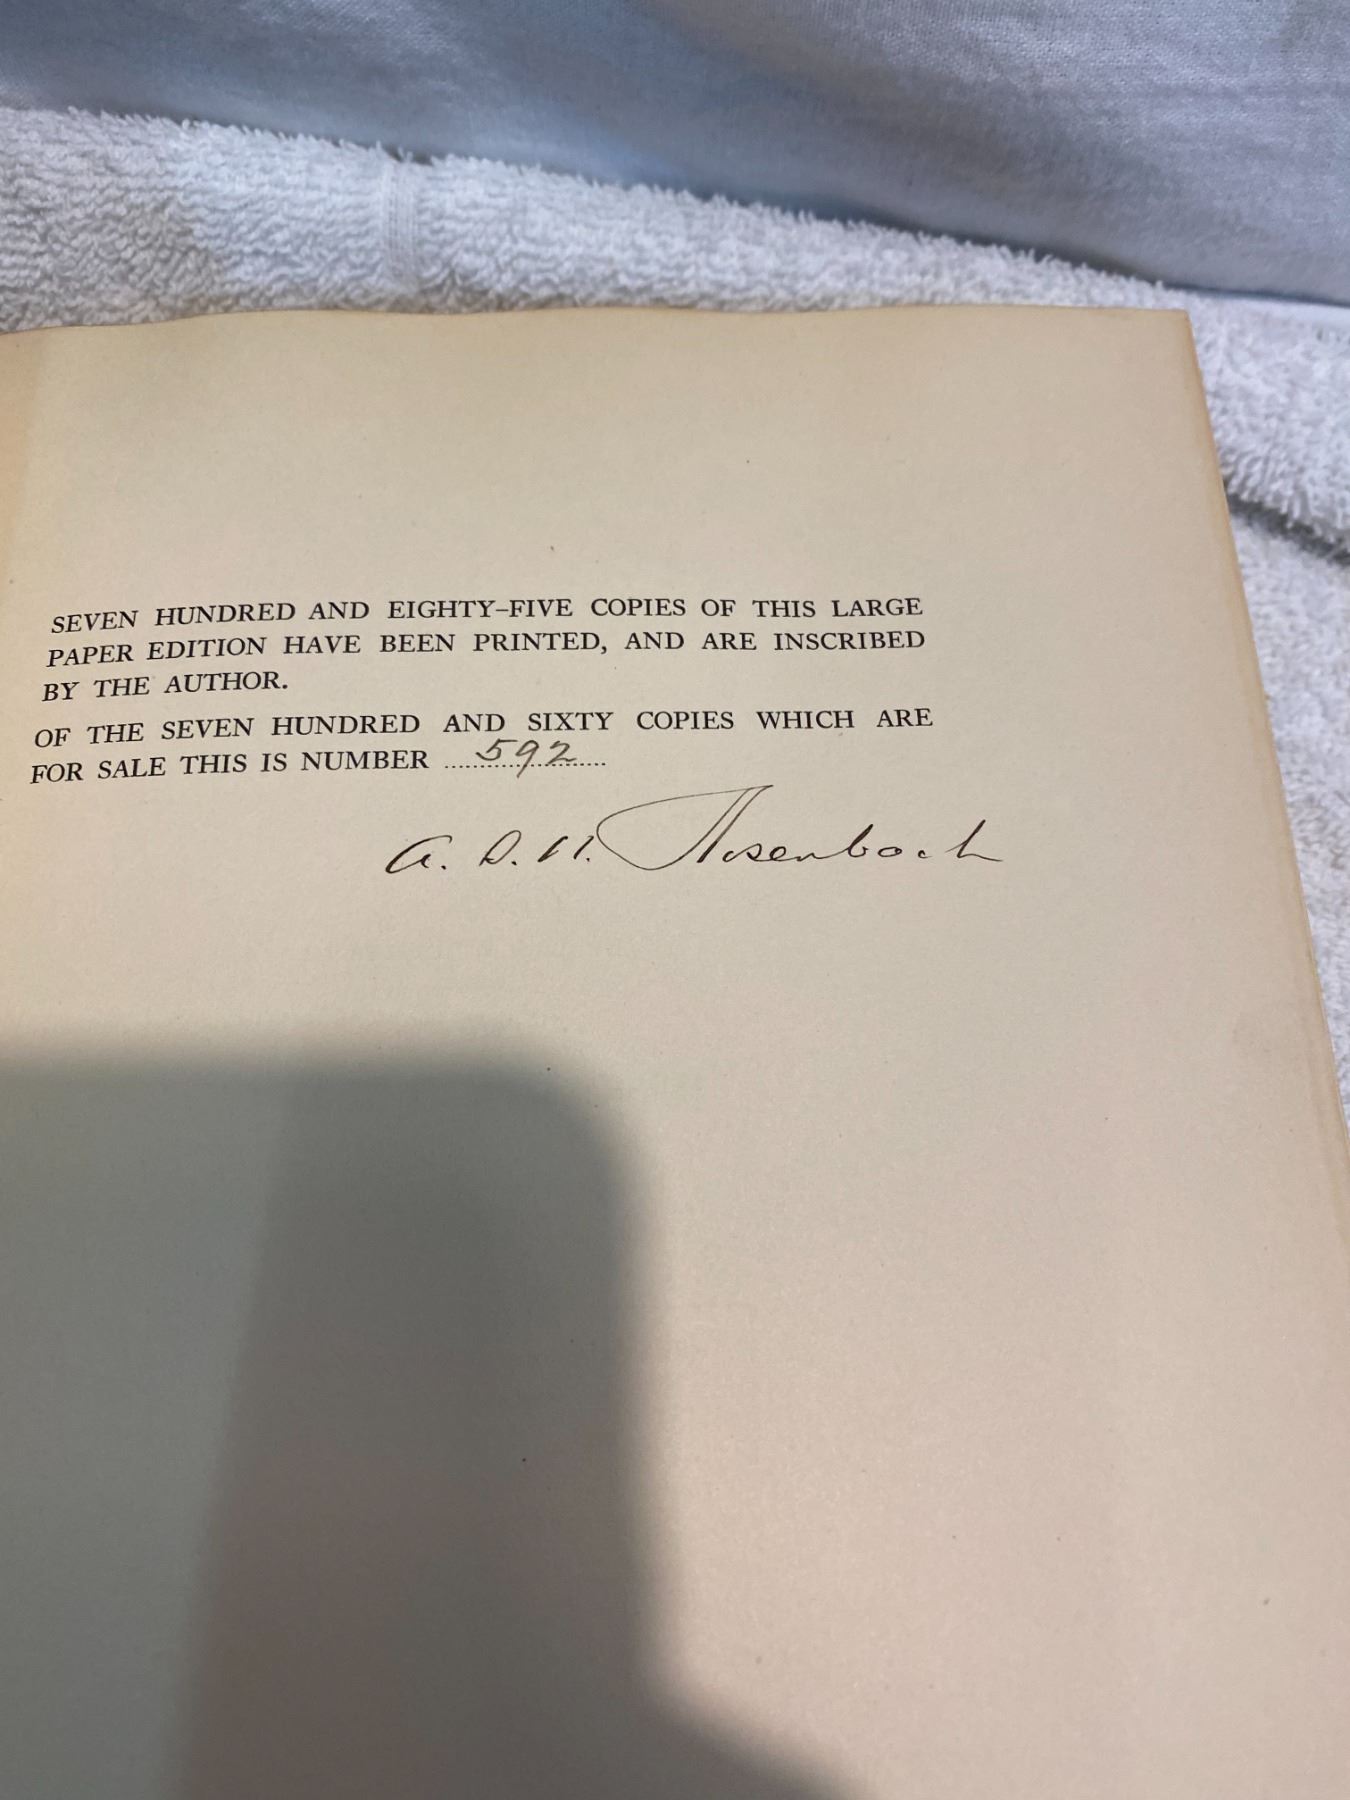 SEVEN HUNDRED AND EIGHTY-FIVE COPIES OF THIS LARGE
PAPER EDITION HAVE BEEN PRINTED, AND ARE INSCRIBED
BY THE AUTHOR.
OF THE SEVEN HUNDRED AND SIXTY COPIES WHICH ARE
FOR SALE THIS IS NUMBER 592
A. S. W. Rosenbach